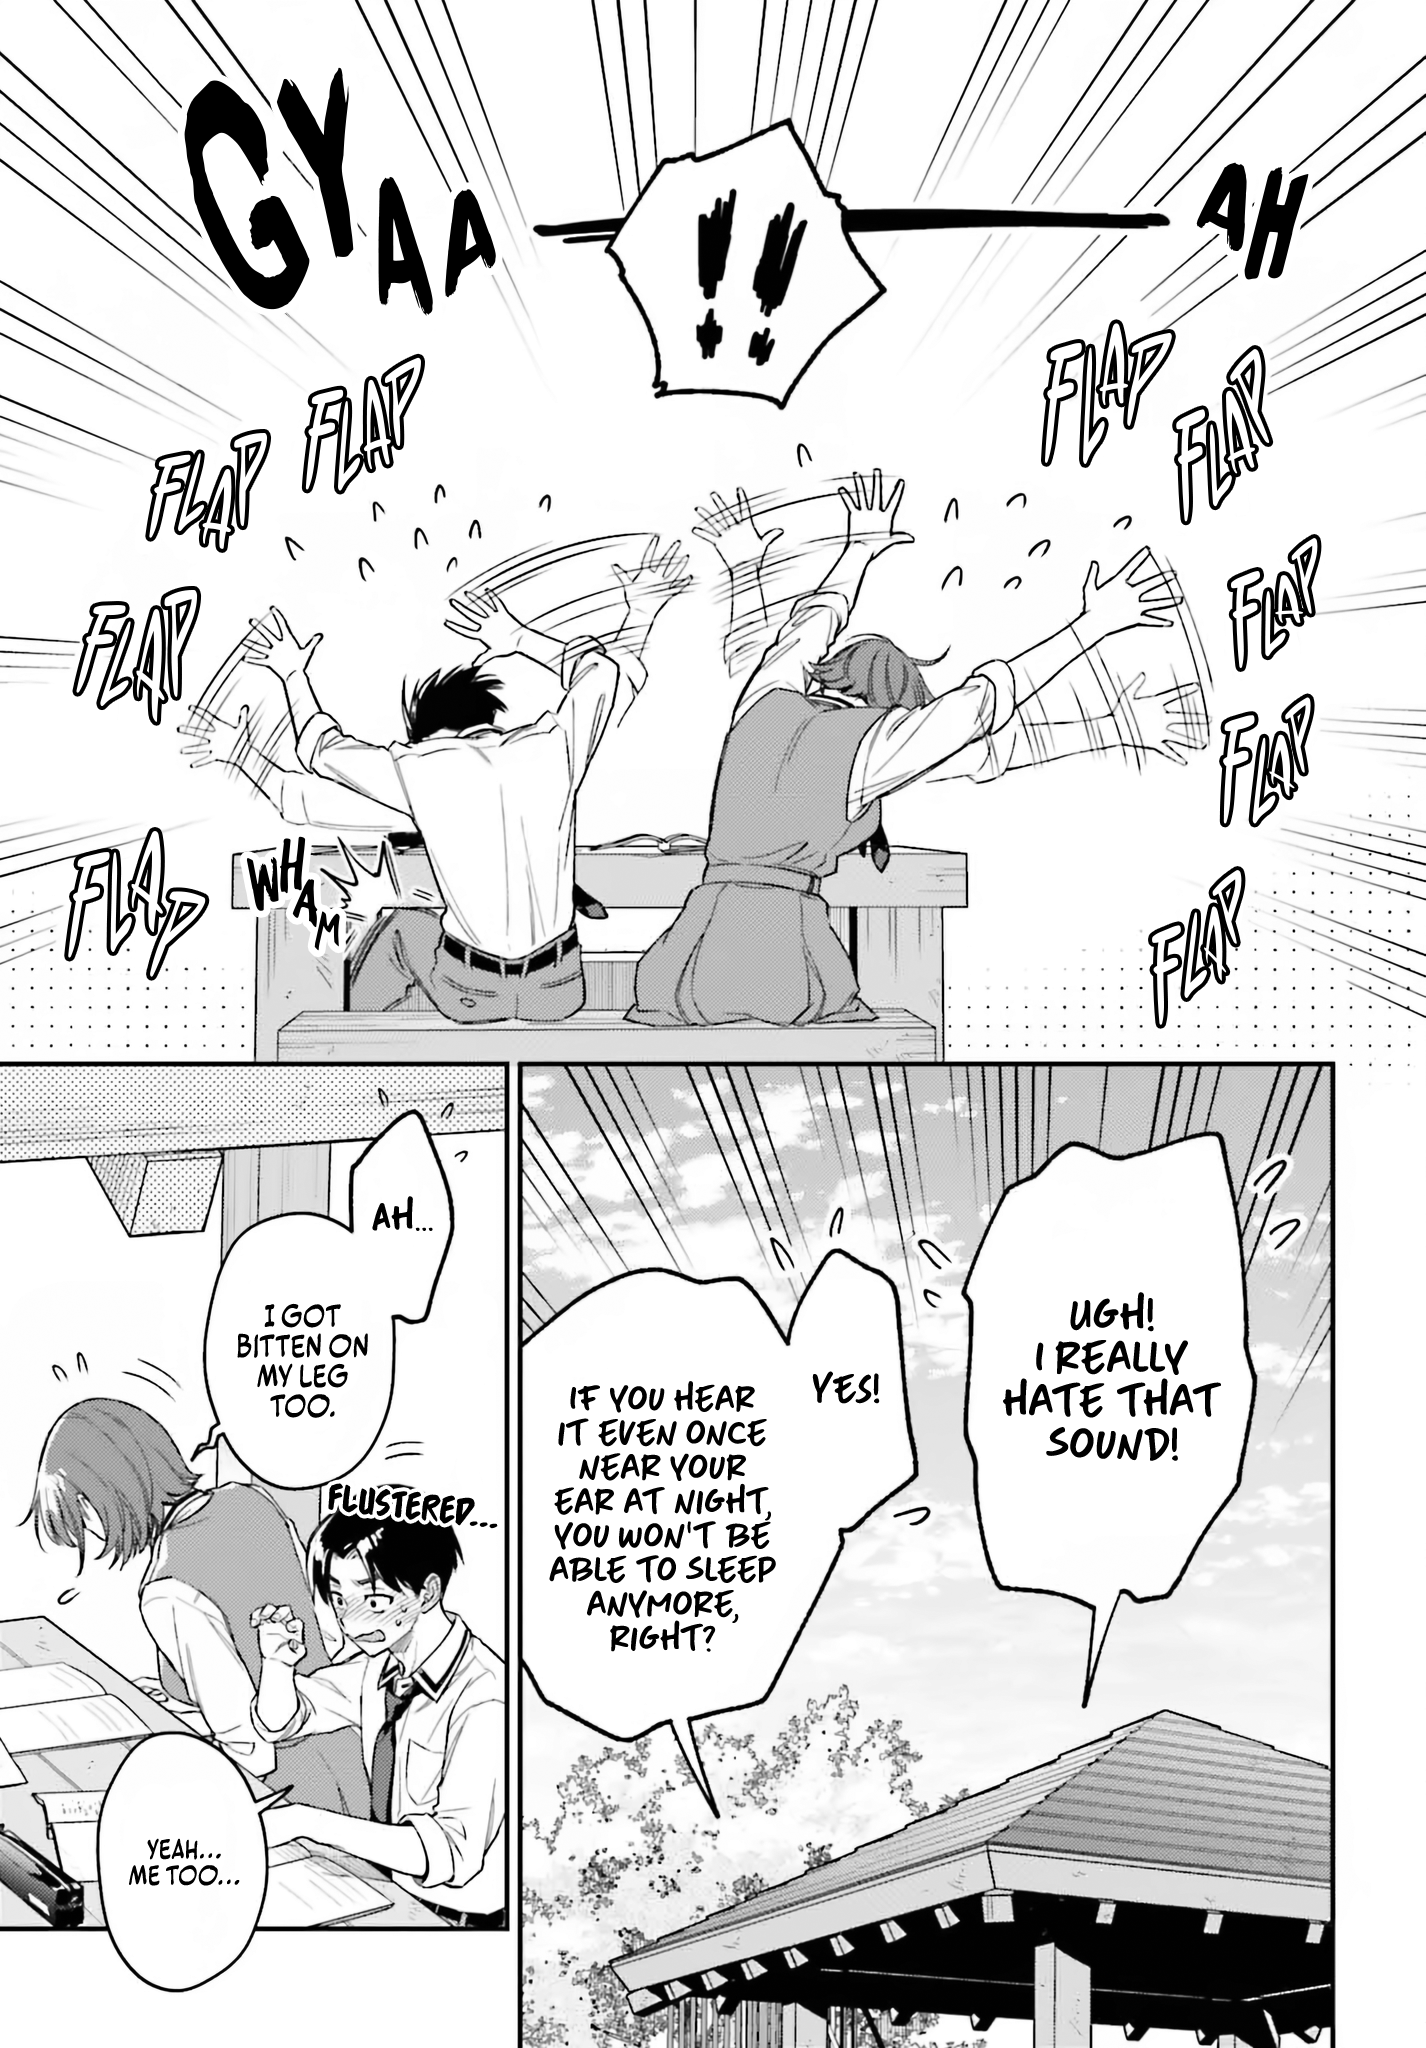 AH
!!
GYAA
FLAP
FLAP
FLAP
FLAP
FLAP
FLAP
FLAP
FLAP
FLAP
WHAM
UGH!
I REALLY
HATE THAT
SOUND!
YES!
IF YOU HEAR
IT EVEN ONCE
NEAR YOUR
EAR AT NIGHT,
YOU WON'T BE
ABLE TO SLEEP
ANYMORE,
RIGHT?
AH...
I GOT
BITTEN ON
MY LEG
TOO.
FLUSTERED...
YEAH...
ME TOO...